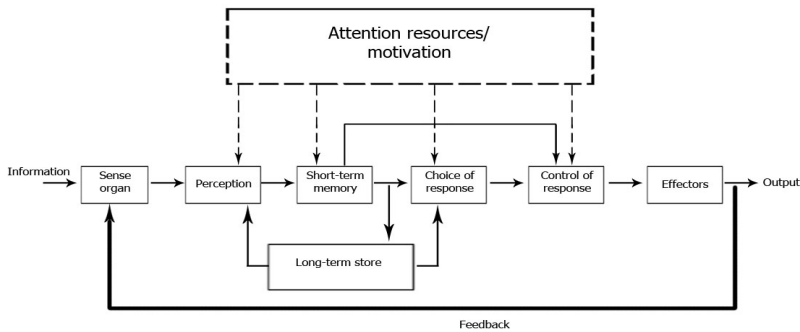 Attention resources/
motivation
Information
Sense
organ
Perception
Short-term
memory
Choice of
response
Control of
response
Effectors
Output
Long-term store
Feedback